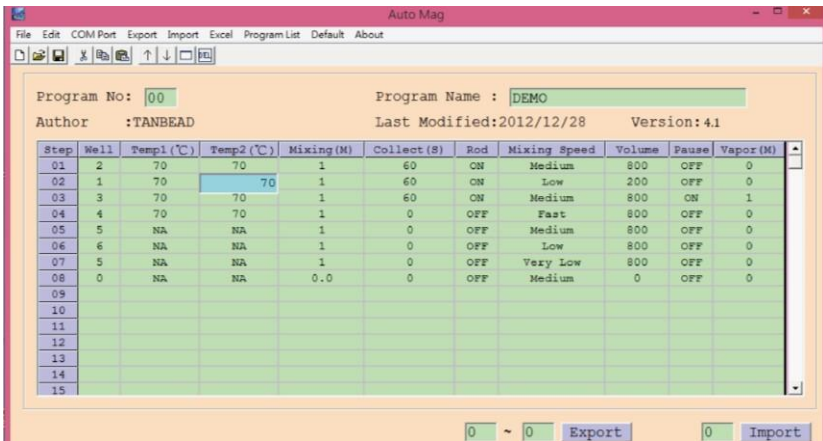 Auto Mag
File Edit COM Port Export Import Excel Program List Default About
DEL
Program No: 00 Program Name : DEMO
Author :TANBEAD Last Modified:2012/12/28 Version:4.1
Step Well Temp1(℃) Temp2(℃) Mixing(M) Collect(S) Rod Mixing Speed Volume Pause Vapor(M)
01 2 70 70 1 60 ON Medium 800 OFF 0
02 1 70 70 1 60 ON Low 200 OFF 0
03 3 70 70 1 60 ON Medium 800 ON 1
04 4 70 70 1 0 OFF Fast 800 OFF 0
05 5 NA NA 1 0 OFF Medium 800 OFF 0
06 6 NA NA 1 0 OFF Low 800 OFF 0
07 5 NA NA 1 0 OFF Very Low 800 OFF 0
08 0 NA NA 0.0 0 OFF Medium 0 OFF 0
09
10
11
12
13
14
15
0 ~ 0 Export 0 Import